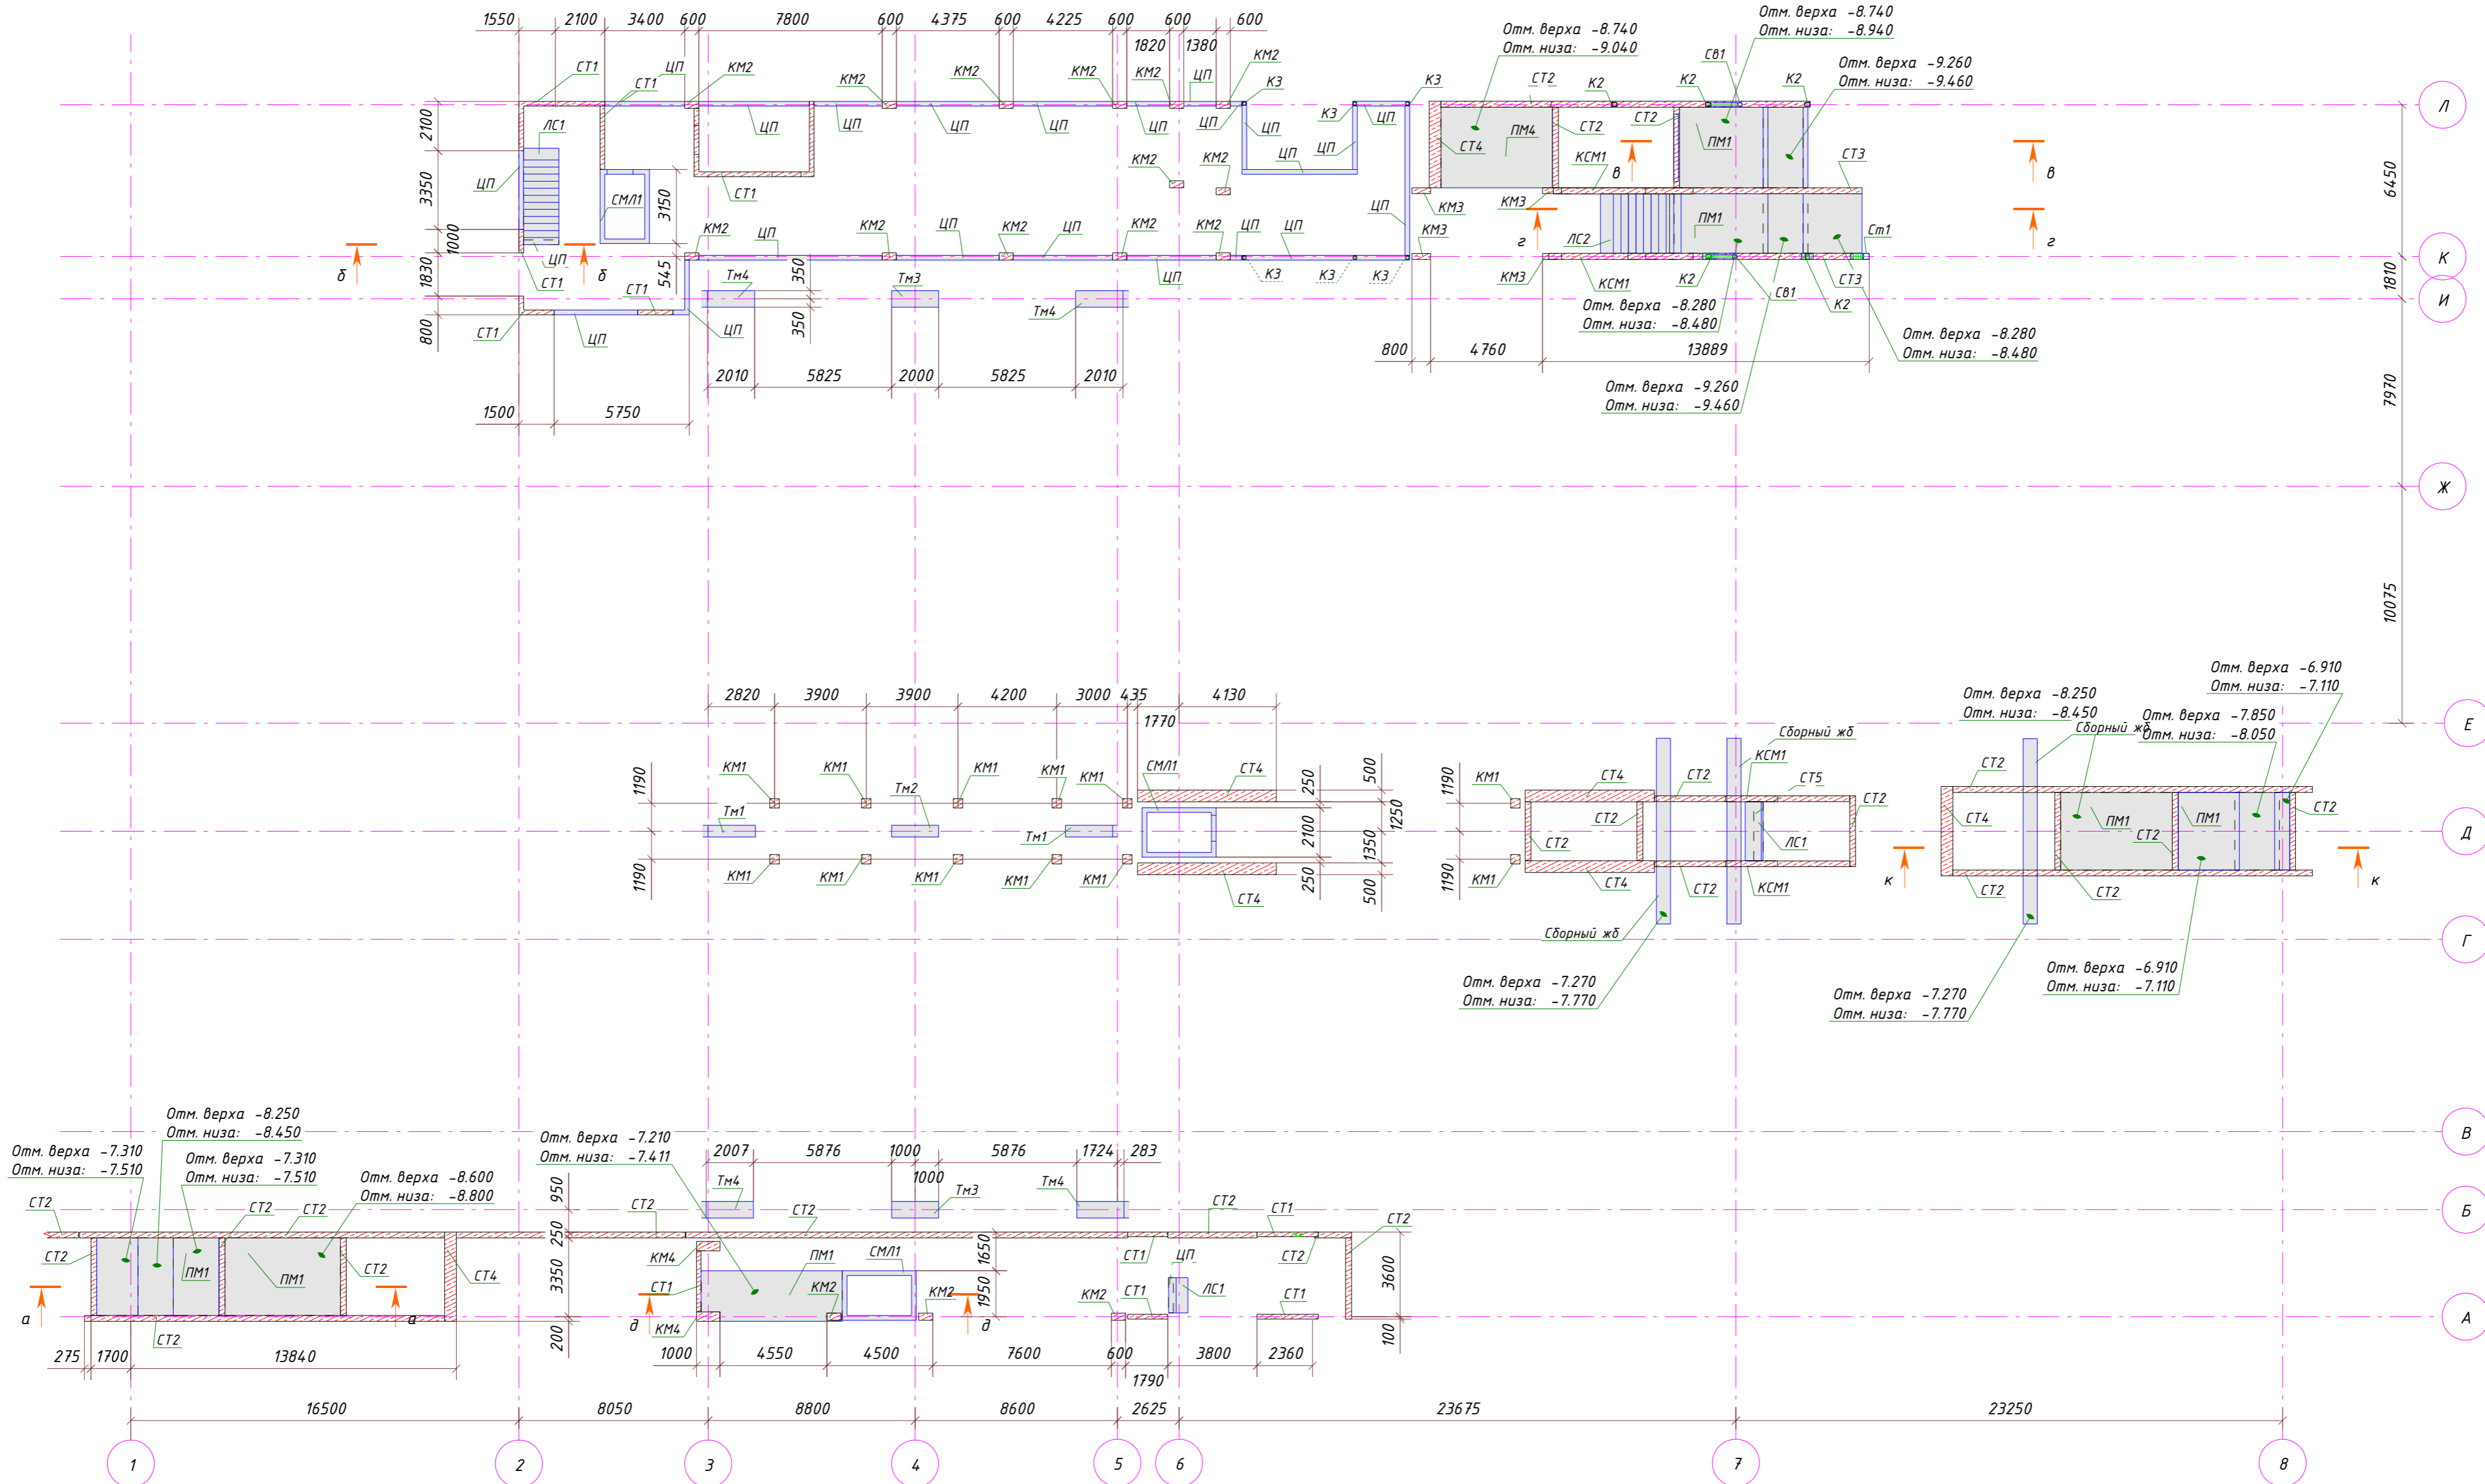 1550 2100 3400 600 7800 600 4375 600 4225 600 600 600
1820 1380
Отм. верха -8.740
Отм. низа: -9.040
Отм. верха -8.740
Отм. низа: -8.940
Отм. верха -9.260
Отм. низа: -9.460
СТ1 СТ1 ЦП КМ2 КМ2 КМ2 КМ2 КМ2 ЦП КМ2 К3 К3 СТ2 К2 К2 Св1 К2
Л
2100 ЛС1 ЦП ЦП ЦП ЦП ЦП ЦП ЦП К3 ЦП СТ4 ПМ4 СТ2 СТ2 ПМ1
3350 ЦП СМЛ1 3150 СТ1 КМ2 КМ2 ЦП ЦП ЦП КМ3 КСМ1 КМ3 СТ3 6450
в в
1000 ЦП СТ1 КМ2 ЦП КМ2 ЦП КМ2 ЦП КМ2 КМ2 ЦП ЦП КМ3 ЛС2 ПМ1 Ст1
г г
б б
К
1830 545 СТ1 Тм4 350 Тм3 Тм4 ЦП К3 К3 К3 КМ3 КСМ1 К2 Св1 К2 СТ3 1810
И
800 СТ1 ЦП ЦП 350
Отм. верха -8.280
Отм. низа: -8.480
Отм. верха -8.280
Отм. низа: -8.480
800 4760 13889
2010 5825 2000 5825 2010
Отм. верха -9.260
Отм. низа: -9.460
1500 5750
7970
Ж
10075
Отм. верха -6.910
Отм. низа: -7.110
2820 3900 3900 4200 3000 435 4130
1770
Отм. верха -8.250
Отм. низа: -8.450
Отм. верха -7.850
Отм. низа: -8.050
Е
Сборный жб Сборный жб
1190 КМ1 КМ1 КМ1 КМ1 КМ1 СМЛ1 СТ4 250 500 1190 КМ1 СТ4 СТ2 КСМ1 СТ5 СТ2
Тм1 Тм2 Тм1 2100 1250 СТ2 СТ2 ЛС1 СТ2 СТ4 ПМ1 СТ2 ПМ1 СТ2
Д
1190 КМ1 КМ1 КМ1 КМ1 КМ1 СТ4 250 1350 500 1190 КМ1 СТ4 СТ2 КСМ1 СТ2 СТ2
к к
Сборный жб
Г
Отм. верха -7.270
Отм. низа: -7.770
Отм. верха -7.270
Отм. низа: -7.770
Отм. верха -6.910
Отм. низа: -7.110
Отм. верха -8.250
Отм. низа: -8.450
В
Отм. верха -7.310
Отм. низа: -7.510
Отм. верха -7.310
Отм. низа: -7.510
Отм. верха -8.600
Отм. низа: -8.800
Отм. верха -7.210
Отм. низа: -7.411
2007 5876 1000 5876 1724 283
1000
950 Тм4 Тм3 Тм4
СТ2 СТ2 СТ2 СТ2 СТ2 СТ2 СТ1 СТ2
Б
СТ2 ПМ1 ПМ1 СТ2 СТ4 250 КМ4 ПМ1 СМЛ1 1650 СТ1 ЦП СТ2
3350 СТ1 КМ2 КМ2 1950 КМ2 СТ1 ЛС1 СТ1 3600
а а д д
А
СТ2 200 КМ4 100
275 1700 13840 1000 4550 4500 7600 600 3800 2360
1790
16500 8050 8800 8600 2625 23675 23250
1 2 3 4 5 6 7 8